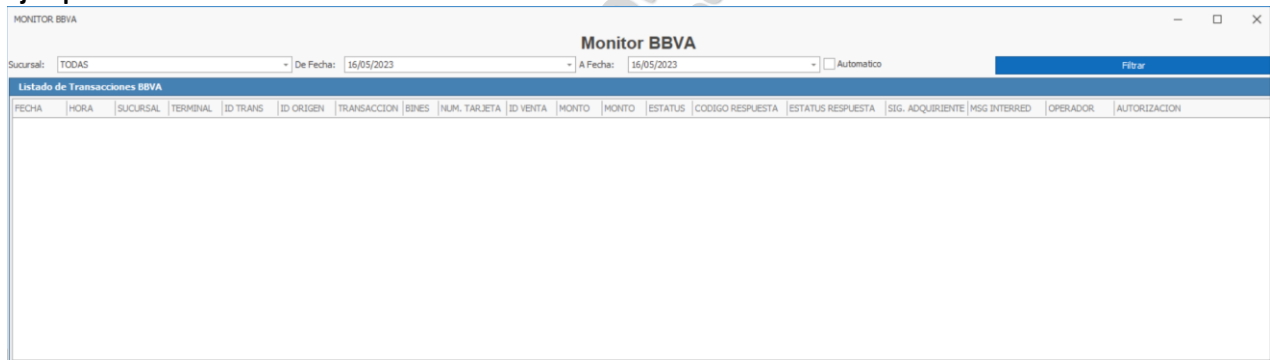 MONITOR BBVA
Monitor BBVA
Sucursal: TODAS De Fecha: 16/05/2023 A Fecha: 16/05/2023 Automatico Filtrar
Listado de Transacciones BBVA
FECHA HORA SUCURSAL TERMINAL ID TRANS ID ORIGEN TRANSACCION BINES NUM. TARJETA ID VENTA MONTO MONTO ESTATUS CODIGO RESPUESTA ESTATUS RESPUESTA SIG. ADQUIRIENTE MSG INTERRED OPERADOR AUTORIZACION